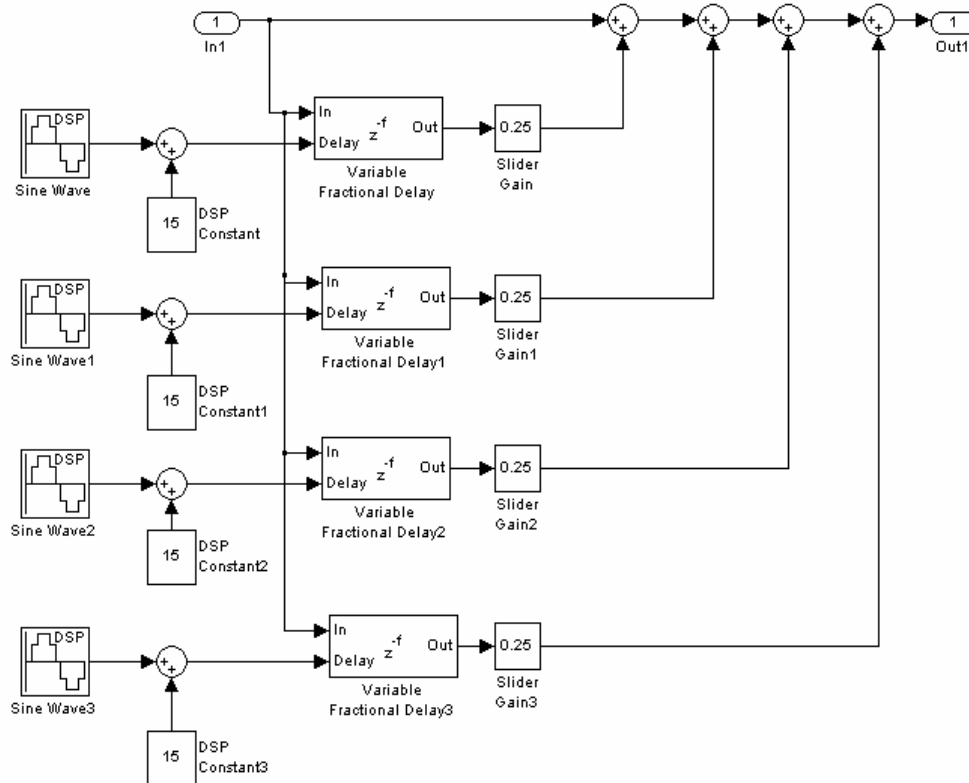 1
In1
+
+
+
+
+
+
+
+
1
Out1
DSP
Sine Wave
+
+
15
DSP
Constant
In
Delay
z-f
Out
Variable
Fractional Delay
0.25
Slider
Gain
DSP
Sine Wave1
+
+
15
DSP
Constant1
In
Delay
z-f
Out
Variable
Fractional Delay1
0.25
Slider
Gain1
DSP
Sine Wave2
+
+
15
DSP
Constant2
In
Delay
z-f
Out
Variable
Fractional Delay2
0.25
Slider
Gain2
DSP
Sine Wave3
+
+
15
DSP
Constant3
In
Delay
z-f
Out
Variable
Fractional Delay3
0.25
Slider
Gain3